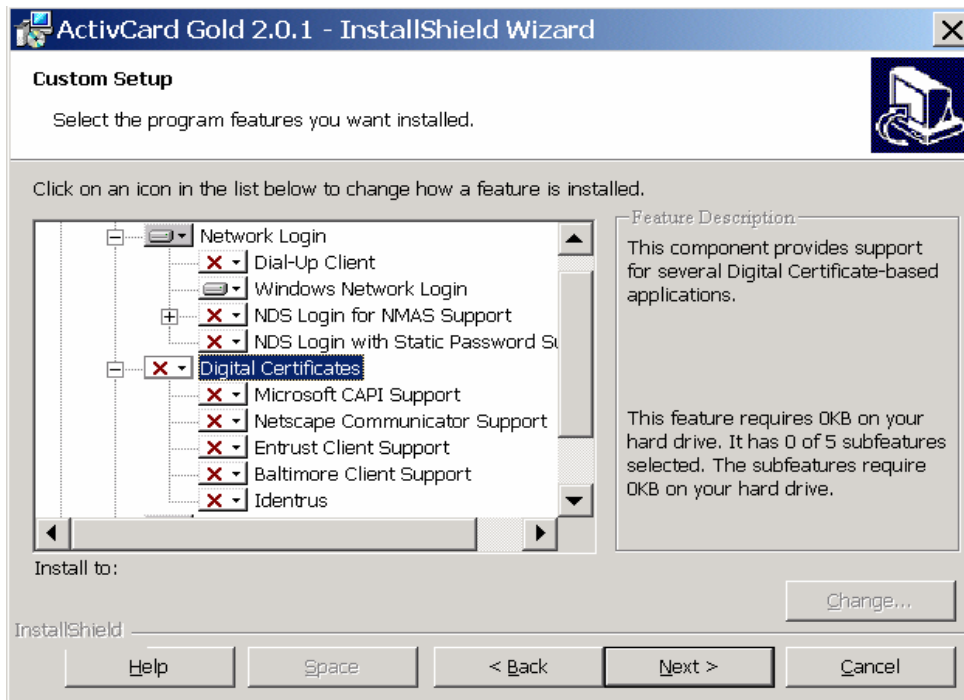 ActivCard Gold 2.0.1 - InstallShield Wizard
Custom Setup
Select the program features you want installed.
Click on an icon in the list below to change how a feature is installed.
Network Login
Dial-Up Client
Windows Network Login
NDS Login for NMAS Support
NDS Login with Static Password Su
Digital Certificates
Microsoft CAPI Support
Netscape Communicator Support
Entrust Client Support
Baltimore Client Support
Identrus
Feature Description
This component provides support
for several Digital Certificate-based
applications.
This feature requires 0KB on your
hard drive. It has 0 of 5 subfeatures
selected. The subfeatures require
0KB on your hard drive.
Install to:
Change...
InstallShield
Help
Space
< Back
Next >
Cancel